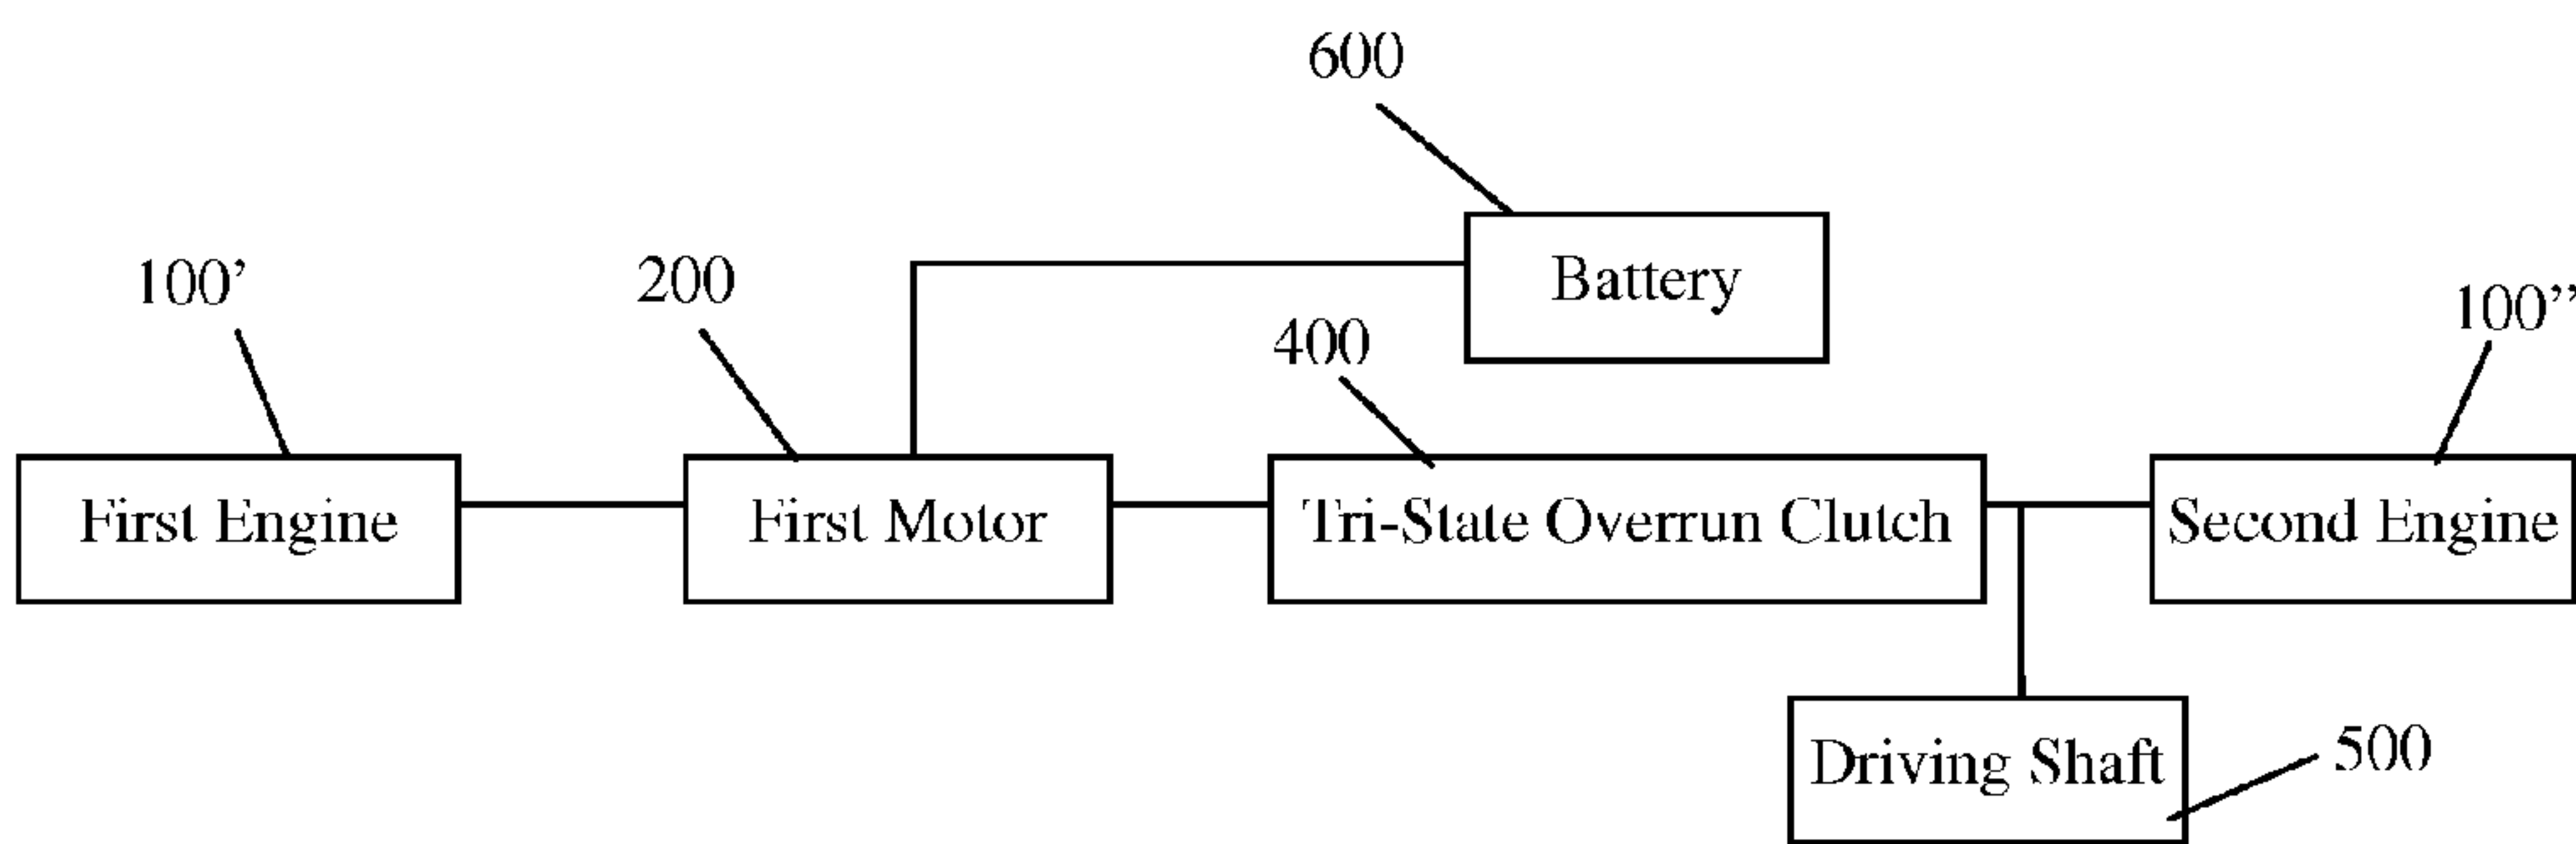 600
100’
200
Battery
400
100”
First Engine
First Motor
Tri-State Overrun Clutch
Second Engine
Driving Shaft
500